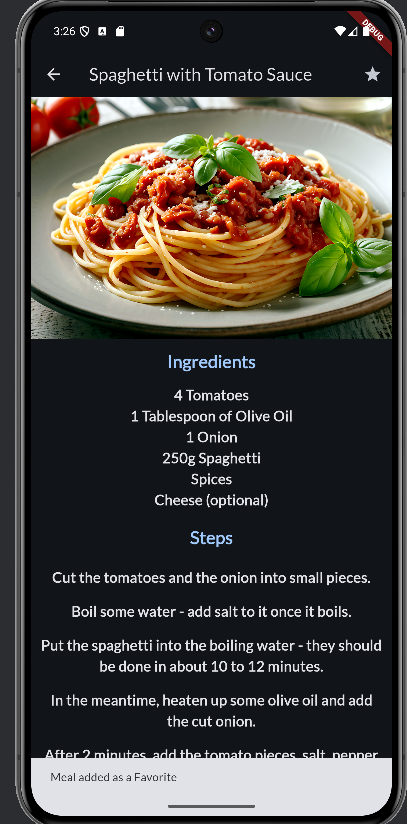 3:26
DEBUG
Spaghetti with Tomato Sauce
Ingredients
4 Tomatoes
1 Tablespoon of Olive Oil
1 Onion
250g Spaghetti
Spices
Cheese (optional)
Steps
Cut the tomatoes and the onion into small pieces.
Boil some water - add salt to it once it boils.
Put the spaghetti into the boiling water - they should
be done in about 10 to 12 minutes.
In the meantime, heaten up some olive oil and add
the cut onion.
After 2 minutes, add the tomato pieces, salt, pepper
Meal added as a Favorite